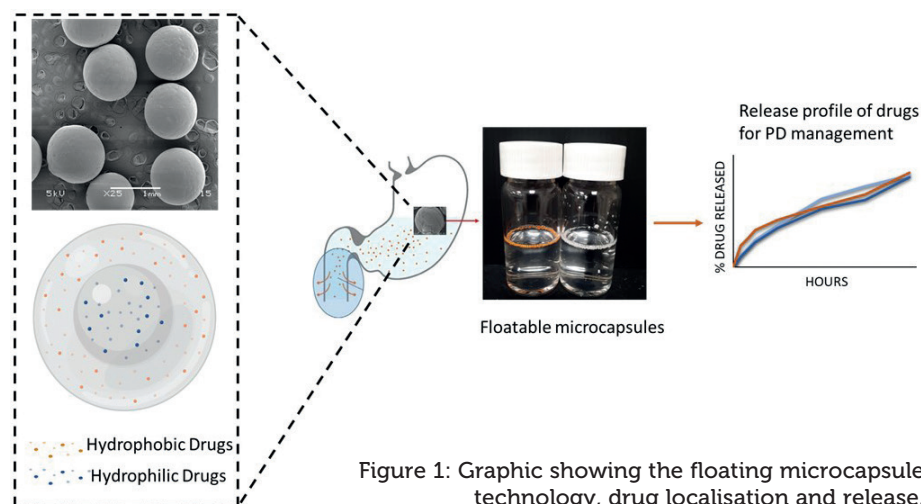 5kV X25 1mm 15
Hydrophobic Drugs
Hydrophilic Drugs
Floatable microcapsules
Release profile of drugs
for PD management
% DRUG RELEASED
HOURS
Figure 1: Graphic showing the floating microcapsule
technology, drug localisation and release